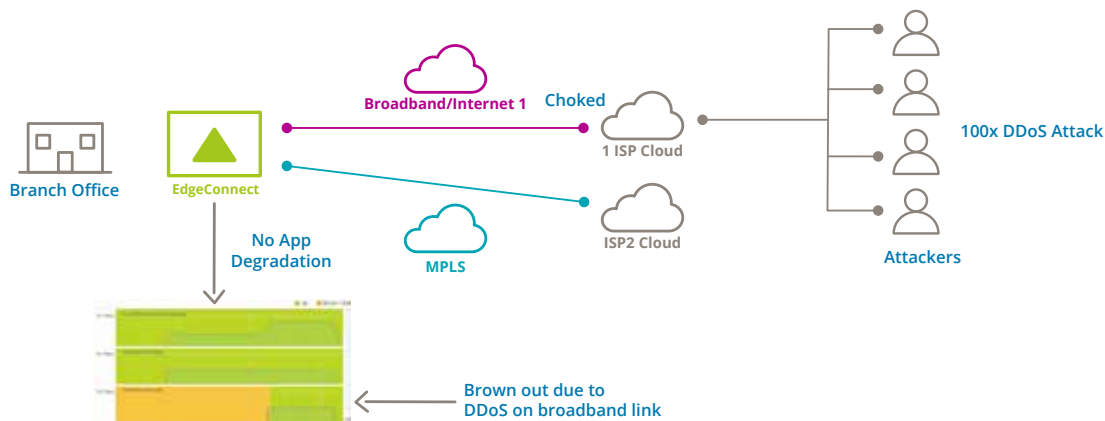 Broadband/Internet 1
Choked
1 ISP Cloud
100x DDoS Attack
Branch Office
EdgeConnect
ISP2 Cloud
MPLS
Attackers
No App
Degradation
Brown out due to
DDoS on broadband link